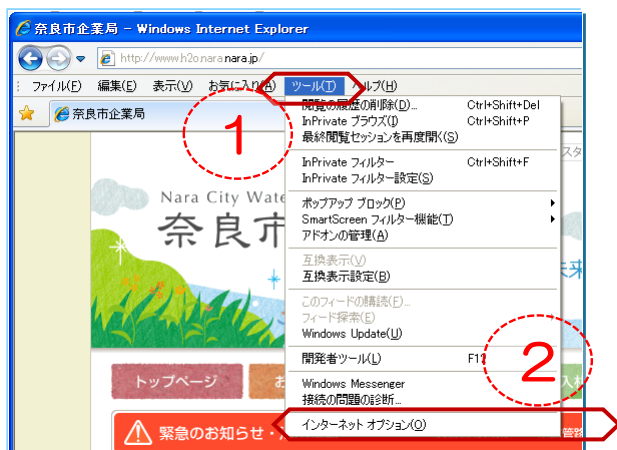 奈良市企業局 - Windows Internet Explorer
http://www.h2o.nara.nara.jp/
ファイル(F) 編集(E) 表示(V) お気に入り(A) ツール(T) ヘルプ(H)
奈良市企業局
1
閲覧の履歴の削除(D)... Ctrl+Shift+Del
InPrivate ブラウズ(I) Ctrl+Shift+P
最終閲覧セッションを再度開く(S)
InPrivate フィルター Ctrl+Shift+F
InPrivate フィルター設定(S)
ポップアップ ブロック(P)
SmartScreen フィルター機能(T)
アドオンの管理(A)
互換表示(V)
互換表示設定(B)
このフィードの購読(F)...
フィード探索(E)
Windows Update(U)
開発者ツール(L) F12
Windows Messenger
接続の問題の診断...
インターネット オプション(O)
2
Nara City Wate
奈良市
トップページ
お
入札
緊急のお知らせ・